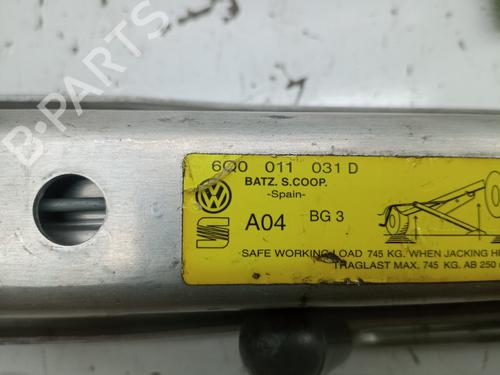 B-PARTS
6Q0 011 031 D
BATZ. S.COOP.
-Spain-
A04 BG 3
SAFE WORKING LOAD 745 KG. WHEN JACKING
TRAGLAST MAX. 745 KG. AB 250